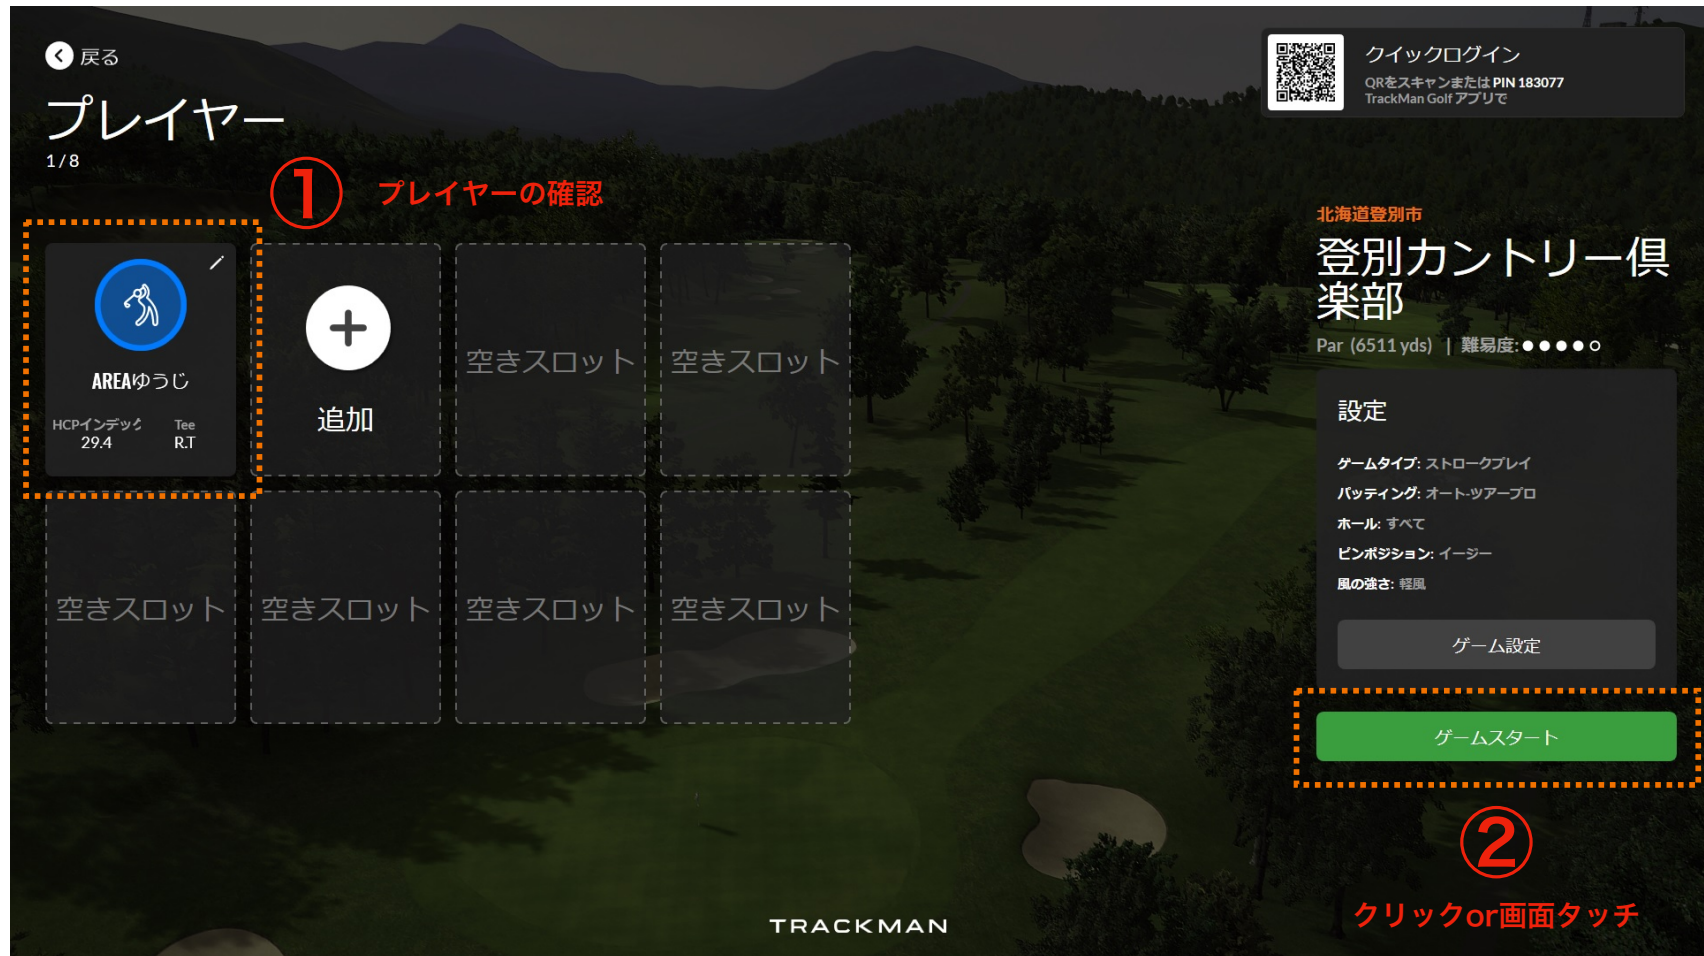 戻る
プレイヤー
1/8
① プレイヤーの確認
クイックログイン
QRをスキャンまたは PIN 183077
TrackMan Golf アプリで
AREAゆうじ
HCPインデック
Tee
29.4
R.T
追加
空きスロット
空きスロット
空きスロット
空きスロット
空きスロット
空きスロット
北海道登別市
登別カントリー倶
楽部
Par (6511 yds) | 難易度:
設定
ゲームタイプ: ストロークプレイ
パッティング: オート-ツアープロ
ホール: すべて
ピンポジション: イージー
風の強さ: 軽風
ゲーム設定
ゲームスタート
②
クリックor画面タッチ
TRACKMAN